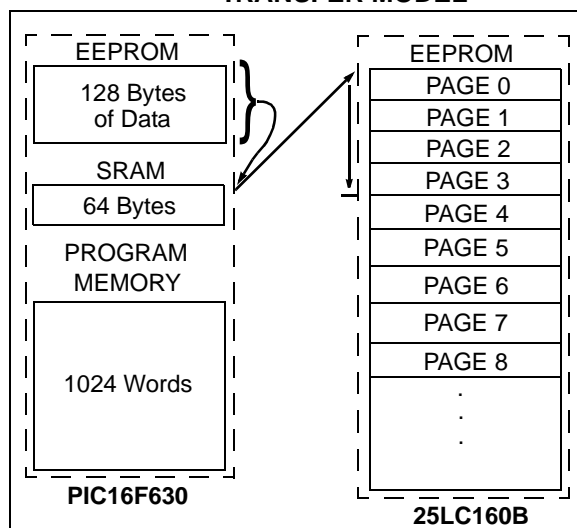 TRANSFER MODEL
EEPROM
128 Bytes
of Data
SRAM
64 Bytes
PROGRAM
MEMORY
1024 Words
PIC16F630
EEPROM
PAGE 0
PAGE 1
PAGE 2
PAGE 3
PAGE 4
PAGE 5
PAGE 6
PAGE 7
PAGE 8
.
.
.
25LC160B